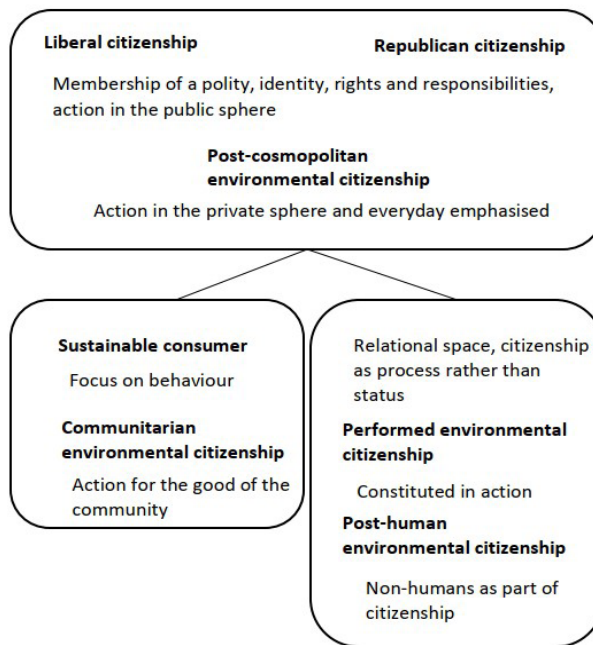 Liberal citizenship
Republican citizenship
Membership of a polity, identity, rights and responsibilities,
action in the public sphere
Post-cosmopolitan
environmental citizenship
Action in the private sphere and everyday emphasised
Sustainable consumer
Focus on behaviour
Communitarian
environmental citizenship
Action for the good of the
community
Relational space, citizenship
as process rather than
status
Performed environmental
citizenship
Constituted in action
Post-human
environmental citizenship
Non-humans as part of
citizenship